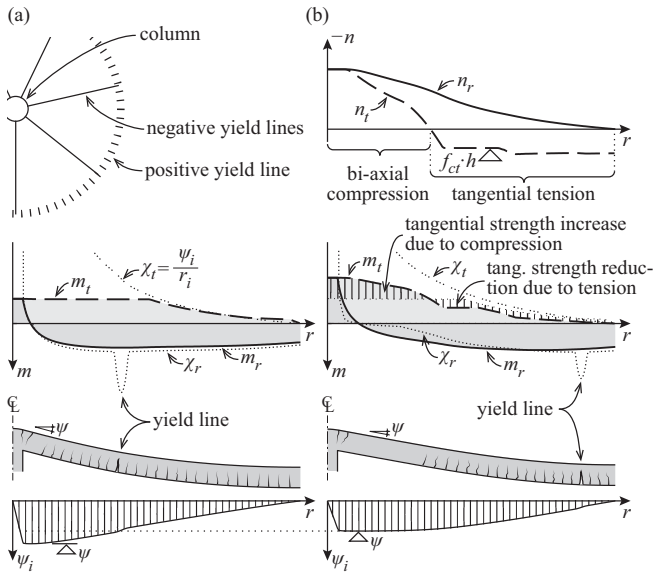 (a)
column
negative yield lines
positive yield line
(b)
−n
n_r
n_t
r
f_ct·h
bi-axial
compression
tangential tension
χ_t = ψ_i / r_i
m_t
r
χ_r
m_r
m
yield line
tangential strength increase
due to compression
m_t
χ_t
tang. strength reduc-
tion due to tension
r
χ_r
m_r
m
yield line
℄
ψ
r
ψ
ψ_i
℄
ψ
r
ψ
ψ_i